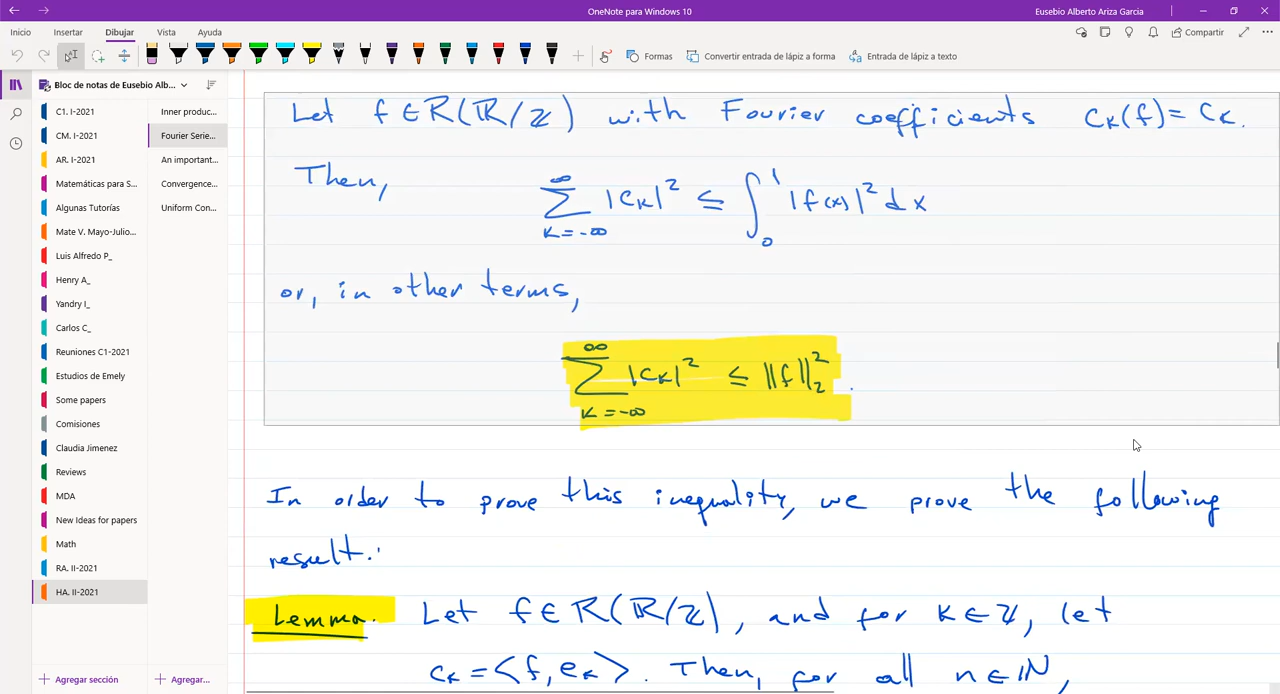 OneNote para Windows 10
Eusebio Alberto Ariza Garcia
Inicio Insertar Dibujar Vista Ayuda
Compartir
Formas
Convertir entrada de lápiz a forma
Entrada de lápiz a texto
Bloc de notas de Eusebio Alb...
C1. I-2021
CM. I-2021
AR. I-2021
Matemáticas para S...
Algunas Tutorías
Mate V. Mayo-Julio...
Luis Alfredo P_
Henry A_
Yandry I_
Carlos C_
Reuniones C1-2021
Estudios de Emely
Some papers
Comisiones
Claudia Jimenez
Reviews
MDA
New Ideas for papers
Math
RA. II-2021
HA. II-2021
Agregar sección
Inner produc...
Fourier Serie...
An important...
Convergence...
Uniform Con...
Agregar...
Let f ∈ R(ℝ/ℤ) with Fourier coefficients c_k(f) = c_k.
Then, ∑_{k=-∞}^{∞} |c_k|² ≤ ∫_0^1 |f(x)|² dx
or, in other terms,
∑_{k=-∞}^{∞} |c_k|² ≤ ‖f‖_2^2.
In order to prove this inequality, we prove the following
result:
Lemma. Let f ∈ R(ℝ/ℤ), and for k ∈ ℤ, let
c_k = <f, e_k>. Then, for all n ∈ ℕ,